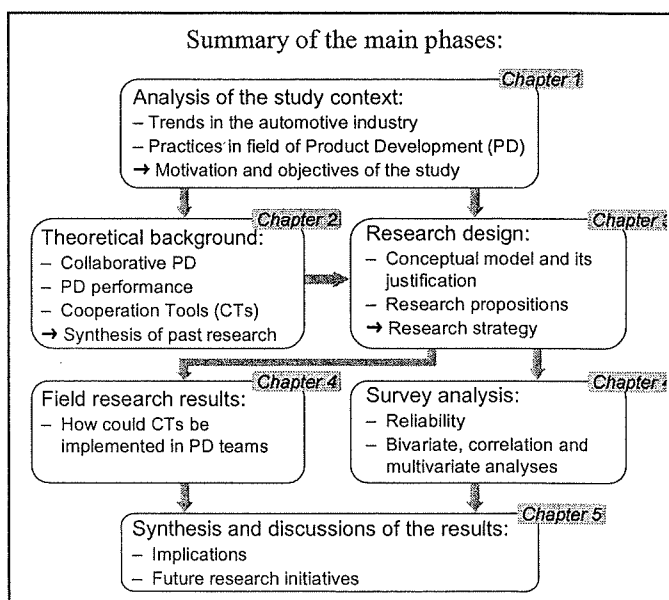 Summary of the main phases:
Chapter 1
Analysis of the study context:
– Trends in the automotive industry
– Practices in field of Product Development (PD)
→ Motivation and objectives of the study
Chapter 2
Theoretical background:
– Collaborative PD
– PD performance
– Cooperation Tools (CTs)
→ Synthesis of past research
Chapter
Research design:
– Conceptual model and its
justification
– Research propositions
→ Research strategy
Chapter 4
Field research results:
– How could CTs be
implemented in PD teams
Chapter
Survey analysis:
– Reliability
– Bivariate, correlation and
multivariate analyses
Chapter 5
Synthesis and discussions of the results:
– Implications
– Future research initiatives